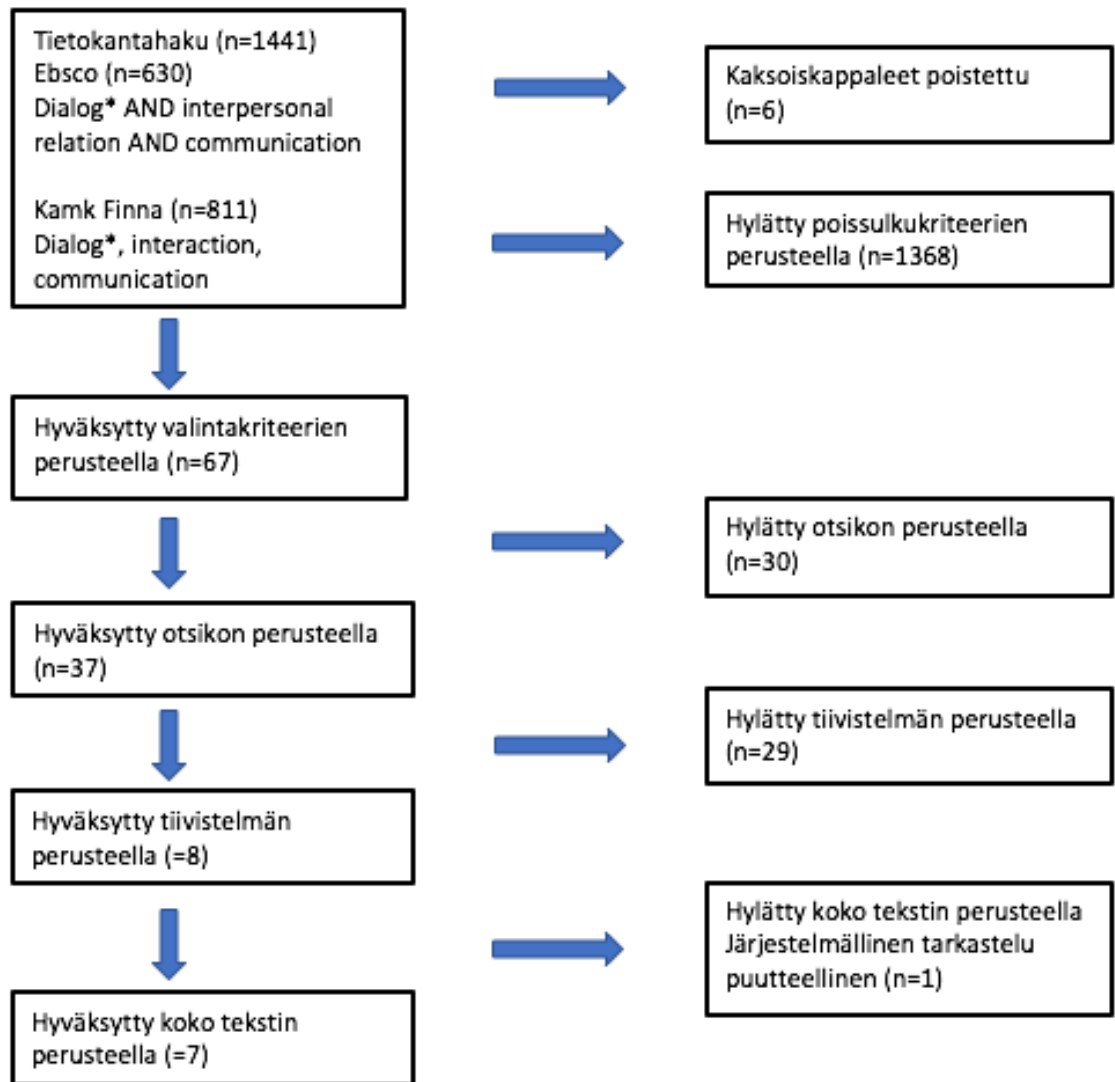 Tietokantahaku (n=1441)
Ebsco (n=630)
Dialog* AND interpersonal
relation AND communication
Kamk Finna (n=811)
Dialog*, interaction,
communication
Kaksoiskappaleet poistettu
(n=6)
Hylätty poissulkukriteerien
perusteella (n=1368)
Hyväksytty valintakriteerien
perusteella (n=67)
Hylätty otsikon perusteella
(n=30)
Hyväksytty otsikon perusteella
(n=37)
Hylätty tiivistelmän perusteella
(n=29)
Hyväksytty tiivistelmän
perusteella (=8)
Hylätty koko tekstin perusteella
Järjestelmällinen tarkastelu
puutteellinen (n=1)
Hyväksytty koko tekstin
perusteella (=7)